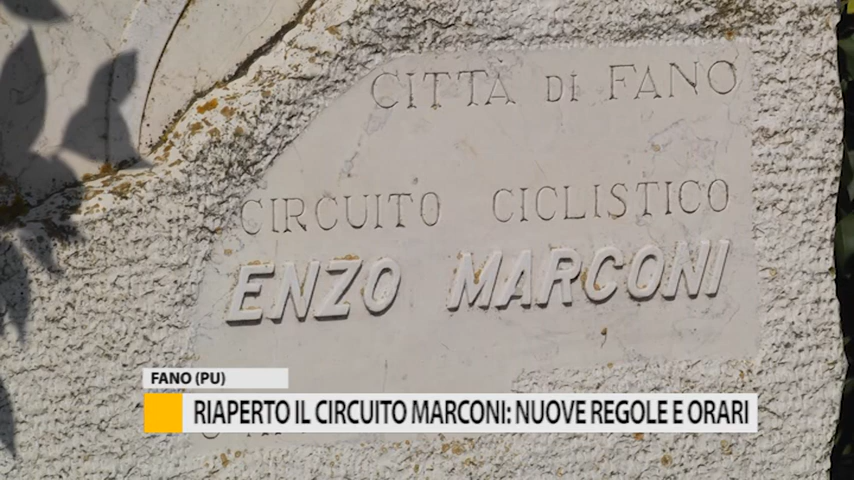 CITTÀ DI FANO
CIRCUITO CICLISTICO
ENZO MARCONI
FANO (PU)
RIAPERTO IL CIRCUITO MARCONI: NUOVE REGOLE E ORARI